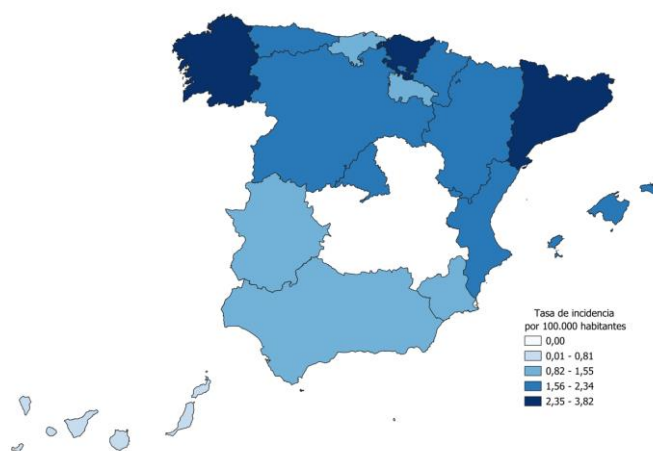 Tasa de incidencia
por 100.000 habitantes
0,00
0,01 - 0,81
0,82 - 1,55
1,56 - 2,34
2,35 - 3,82